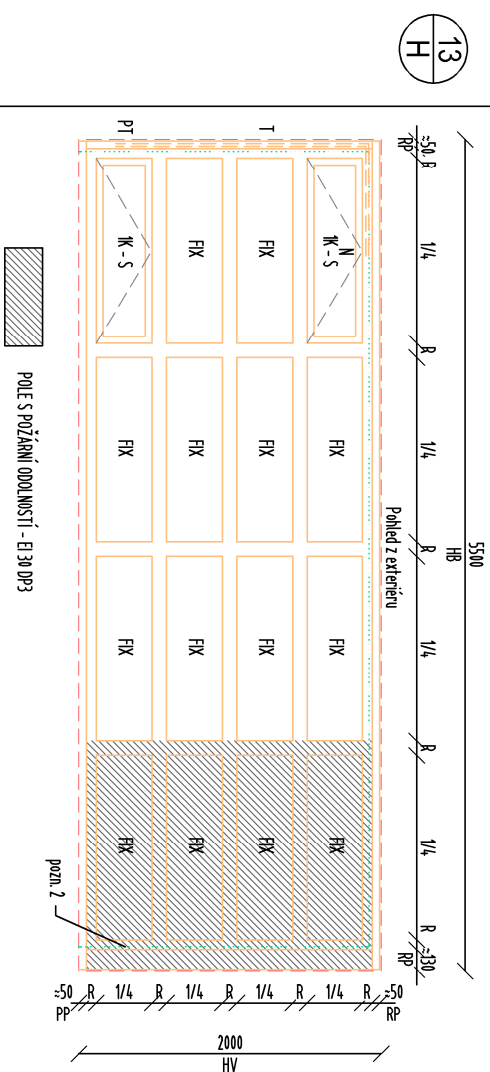 13
H
5500
HB
≈50 R 1/4 R 1/4 R 1/4 R 1/4 R ≈130
RP RP
Pohled z exteriéru
N
1K - S FIX FIX FIX
T FIX FIX FIX FIX
FIX FIX FIX FIX
PT 1K - S FIX FIX FIX
pozn. 2
≈50 R 1/4 R 1/4 R 1/4 R 1/4 R ≈50
PP RP
2000
HV
POLE S POŽÁRNÍ ODOLNOSTÍ - EI 30 DP3